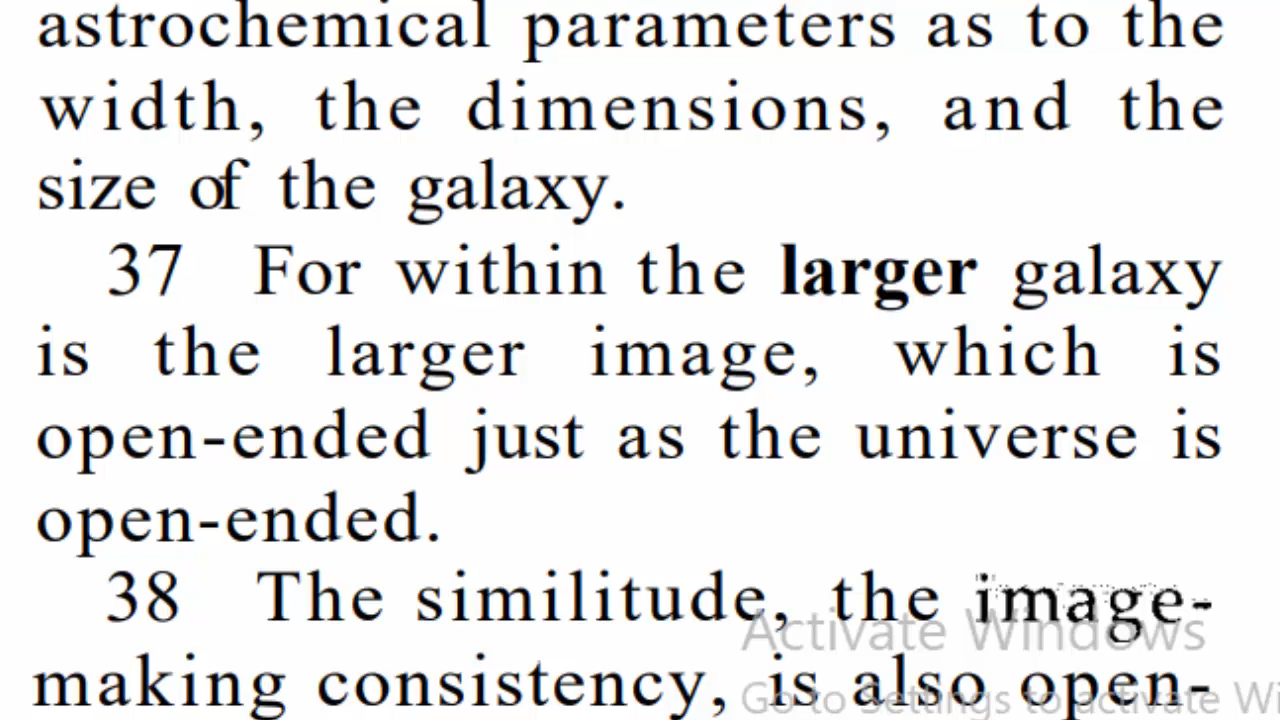 astrochemical parameters as to the
width, the dimensions, and the
size of the galaxy.
37 For within the larger galaxy
is the larger image, which is
open-ended just as the universe is
open-ended.
38 The similitude, the image-
Activate Windows
making consistency, is also open-
Go to Settings to activate Wi